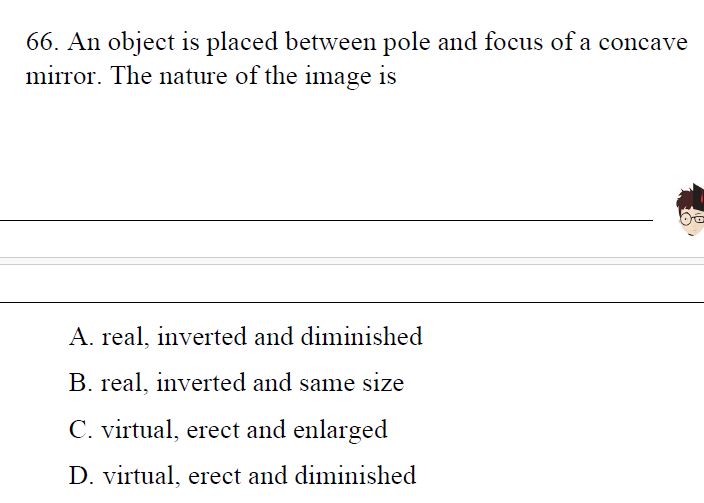 66. An object is placed between pole and focus of a concave
mirror. The nature of the image is
A. real, inverted and diminished
B. real, inverted and same size
C. virtual, erect and enlarged
D. virtual, erect and diminished